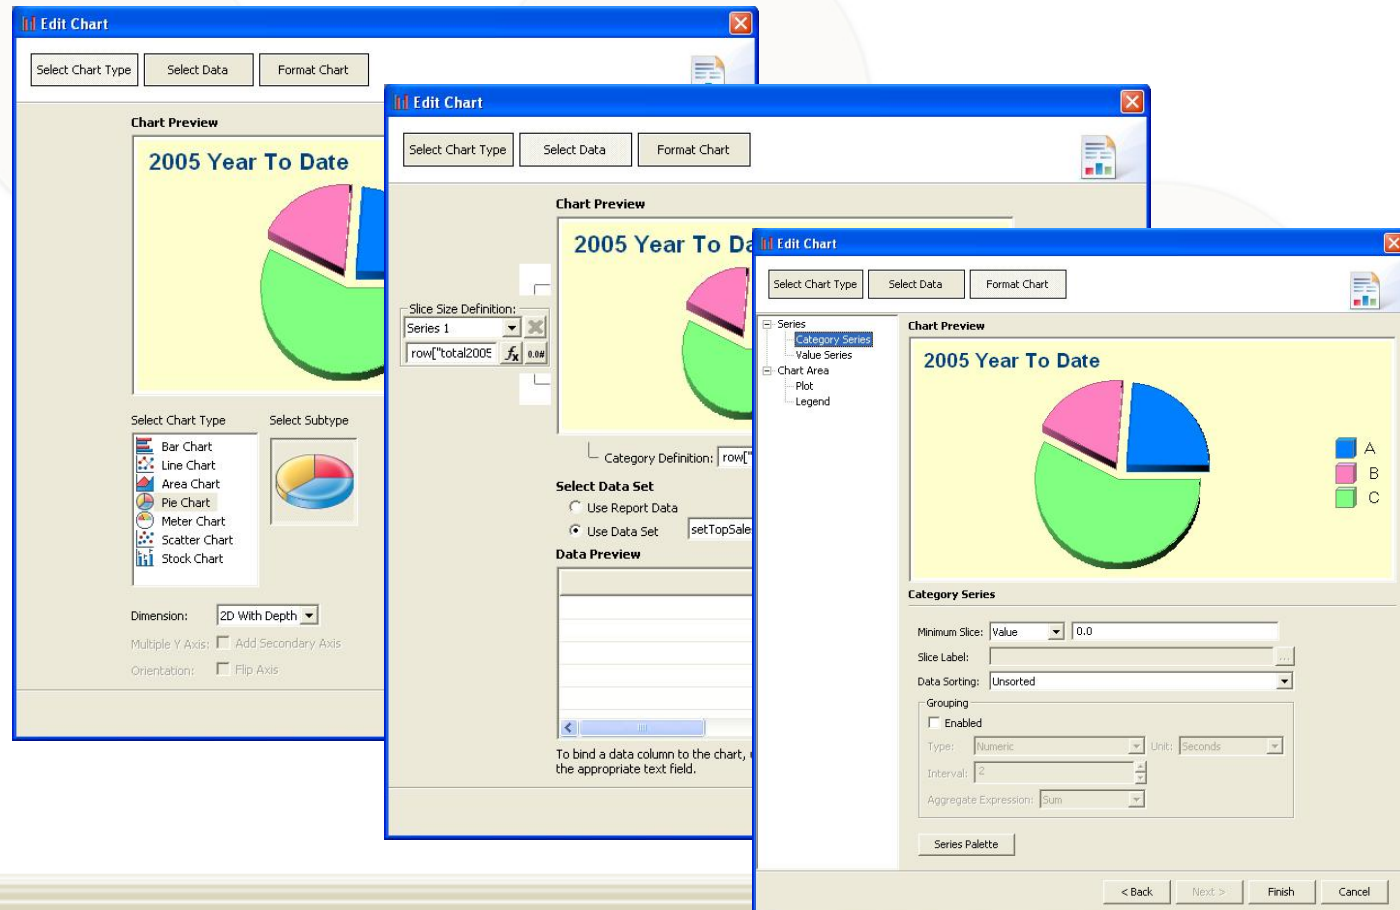 Edit Chart
Select Chart Type
Select Data
Format Chart
Chart Preview
2005 Year To Date
Select Chart Type
Select Subtype
Bar Chart
Line Chart
Area Chart
Pie Chart
Meter Chart
Scatter Chart
Stock Chart
Dimension:
2D With Depth
Multiple Y Axis:
Add Secondary Axis
Orientation:
Flip Axis
Edit Chart
Select Chart Type
Select Data
Format Chart
Chart Preview
2005 Year To Da
Slice Size Definition:
Series 1
row["total2005
fx
0.0#
Category Definition:
row["
Select Data Set
Use Report Data
Use Data Set
setTopSale
Data Preview
To bind a data column to the chart,
the appropriate text field.
Edit Chart
Select Chart Type
Select Data
Format Chart
Series
Category Series
Value Series
Chart Area
Plot
Legend
Chart Preview
2005 Year To Date
A
B
C
Category Series
Minimum Slice:
Value
0.0
Slice Label:
...
Data Sorting:
Unsorted
Grouping
Enabled
Type:
Numeric
Unit:
Seconds
Interval:
2
Aggregate Expression:
Sum
Series Palette
< Back
Next >
Finish
Cancel